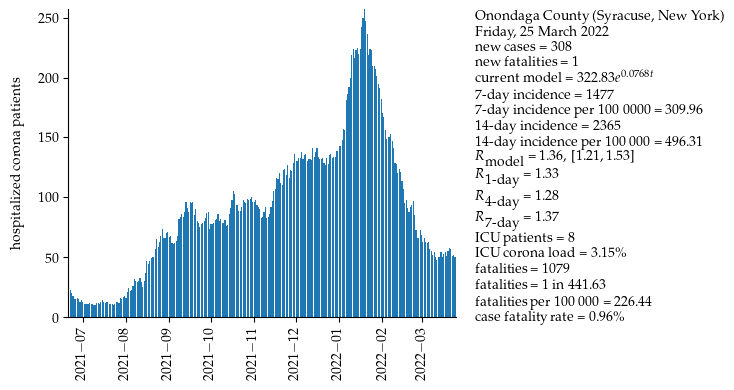 250
200
150
100
50
0
hospitalized corona patients
2021−07
2021−08
2021−09
2021−10
2021−11
2021−12
2022−01
2022−02
2022−03
Onondaga County (Syracuse, New York)
Friday, 25 March 2022
new cases = 308
new fatalities = 1
current model = 322.83e^0.0768t
7-day incidence = 1477
7-day incidence per 100 0000 = 309.96
14-day incidence = 2365
14-day incidence per 100 000 = 496.31
R_model = 1.36, [1.21, 1.53]
R_1-day = 1.33
R_4-day = 1.28
R_7-day = 1.37
ICU patients = 8
ICU corona load = 3.15%
fatalities = 1079
fatalities = 1 in 441.63
fatalities per 100 000 = 226.44
case fatality rate = 0.96%